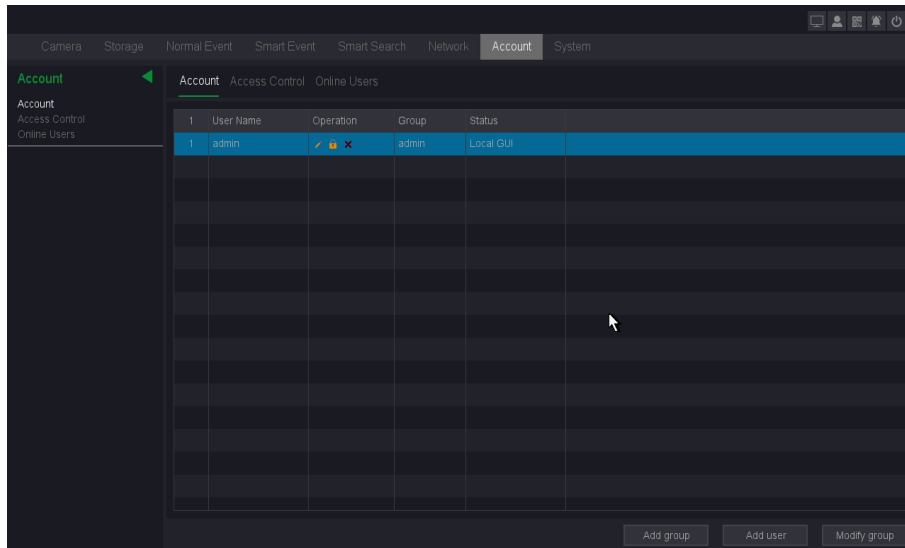 Camera Storage Normal Event Smart Event Smart Search Network Account System
Account
Account Access Control Online Users
Account
Access Control
Online Users
1 User Name Operation Group Status
1 admin admin Local GUI
Add group Add user Modify group